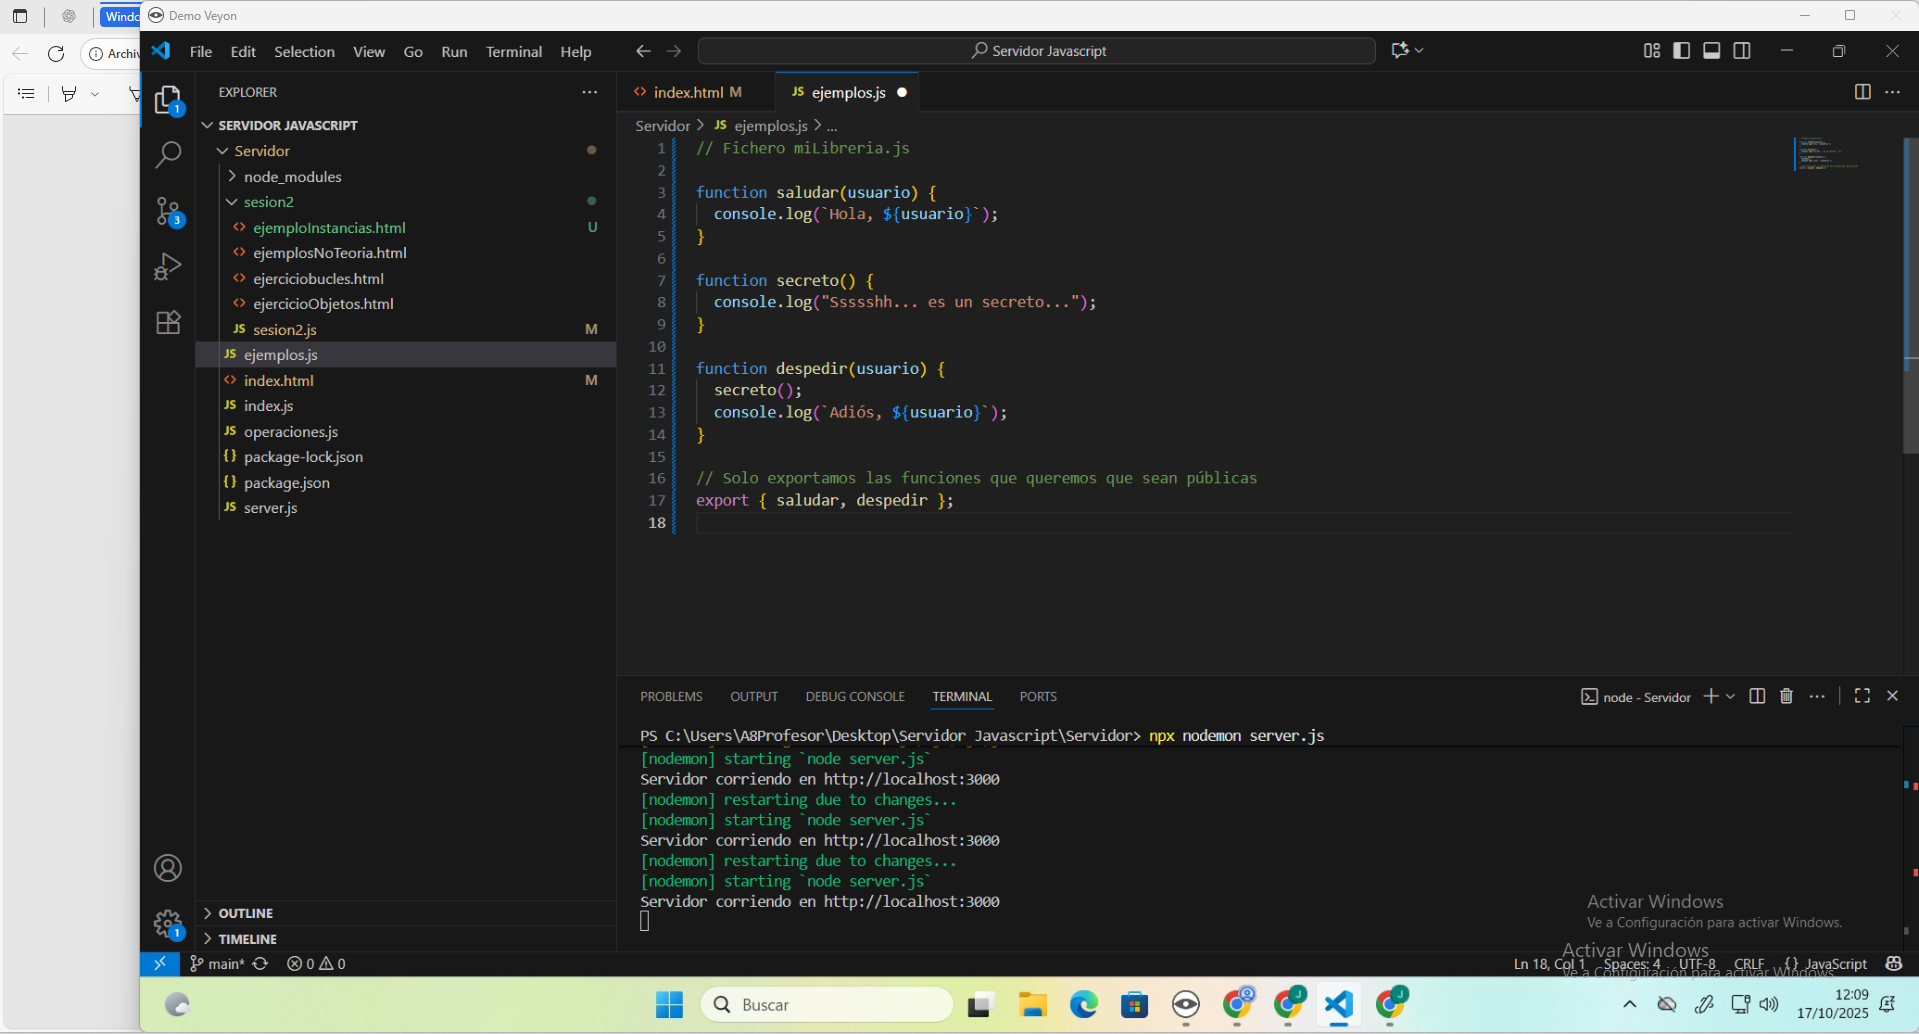 Windo
Demo Veyon
Archiv
File Edit Selection View Go Run Terminal Help
Servidor Javascript
EXPLORER
index.html M
JS ejemplos.js
SERVIDOR JAVASCRIPT
Servidor
node_modules
sesion2
ejemploInstancias.html U
ejemplosNoTeoria.html
ejerciciobucles.html
ejercicioObjetos.html
JS sesion2.js M
JS ejemplos.js
index.html M
JS index.js
JS operaciones.js
{} package-lock.json
{} package.json
JS server.js
OUTLINE
TIMELINE
1
3
1
Servidor > JS ejemplos.js > ...
1 // Fichero miLibreria.js
2
3 function saludar(usuario) {
4 console.log(`Hola, ${usuario}`);
5 }
6
7 function secreto() {
8 console.log("Ssssshh... es un secreto...");
9 }
10
11 function despedir(usuario) {
12 secreto();
13 console.log(`Adiós, ${usuario}`);
14 }
15
16 // Solo exportamos las funciones que queremos que sean públicas
17 export { saludar, despedir };
18
PROBLEMS OUTPUT DEBUG CONSOLE TERMINAL PORTS
node - Servidor
PS C:\Users\A8Profesor\Desktop\Servidor Javascript\Servidor> npx nodemon server.js
[nodemon] starting `node server.js`
Servidor corriendo en http://localhost:3000
[nodemon] restarting due to changes...
[nodemon] starting `node server.js`
Servidor corriendo en http://localhost:3000
[nodemon] restarting due to changes...
[nodemon] starting `node server.js`
Servidor corriendo en http://localhost:3000
Activar Windows
Ve a Configuración para activar Windows.
Activar Windows
Ve a Configuración para activar Windows.
main* 0 0
Ln 18, Col 1 Spaces: 4 UTF-8 CRLF {} JavaScript
Buscar
J
J
12:09
17/10/2025